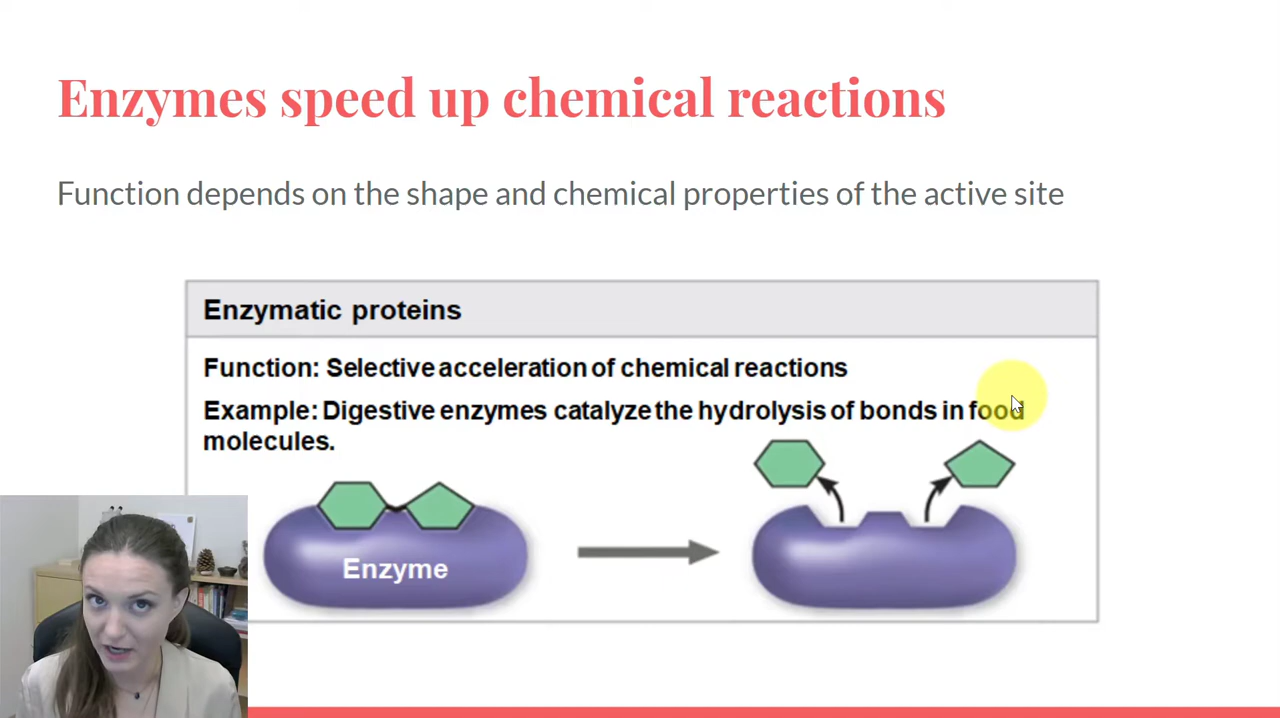 Enzymes speed up chemical reactions
Function depends on the shape and chemical properties of the active site
Enzymatic proteins
Function: Selective acceleration of chemical reactions
Example: Digestive enzymes catalyze the hydrolysis of bonds in food
molecules.
Enzyme